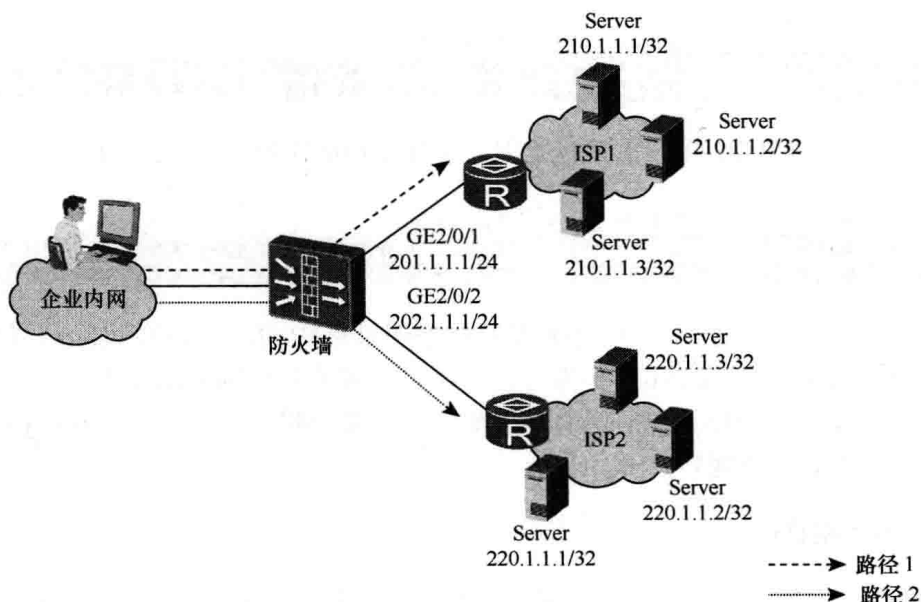 Server
210.1.1.1/32
Server
210.1.1.2/32
ISP1
R
Server
210.1.1.3/32
GE2/0/1
201.1.1.1/24
GE2/0/2
202.1.1.1/24
企业内网
防火墙
Server
220.1.1.3/32
R
ISP2
Server
220.1.1.2/32
Server
220.1.1.1/32
路径 1
路径 2